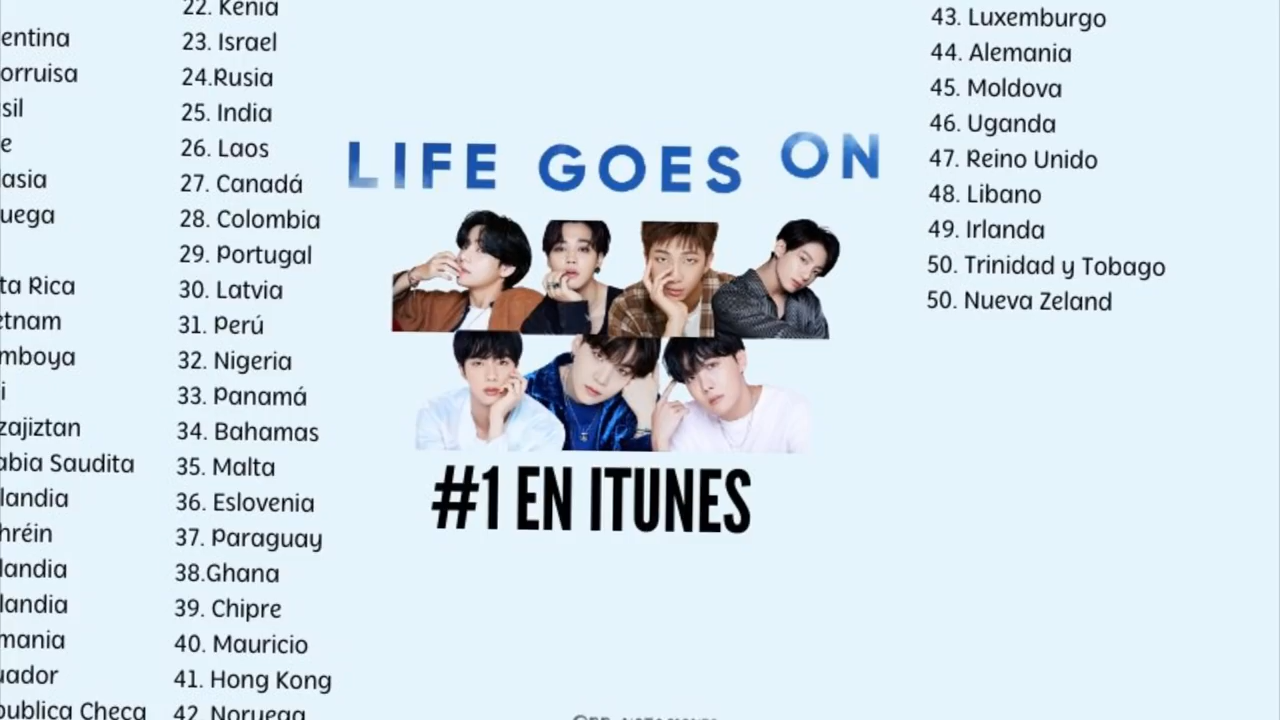 entina
orruisa
sil
e
asia
uega
ta Rica
etnam
mboya
i
zajiztan
abia Saudita
landia
hréin
landia
landia
mania
uador
publica Checa
22. Kenia
23. Israel
24.Rusia
25. India
26. Laos
27. Canadá
28. Colombia
29. Portugal
30. Latvia
31. Perú
32. Nigeria
33. Panamá
34. Bahamas
35. Malta
36. Eslovenia
37. Paraguay
38.Ghana
39. Chipre
40. Mauricio
41. Hong Kong
42. Noruega
LIFE GOES ON
#1 EN ITUNES
43. Luxemburgo
44. Alemania
45. Moldova
46. Uganda
47. Reino Unido
48. Libano
49. Irlanda
50. Trinidad y Tobago
50. Nueva Zeland